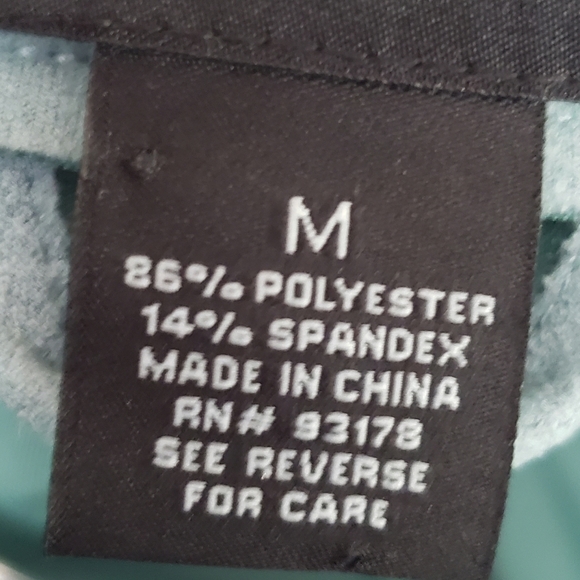 M
86% POLYESTER
14% SPANDEX
MADE IN CHINA
RN# 93178
SEE REVERSE
FOR CARE